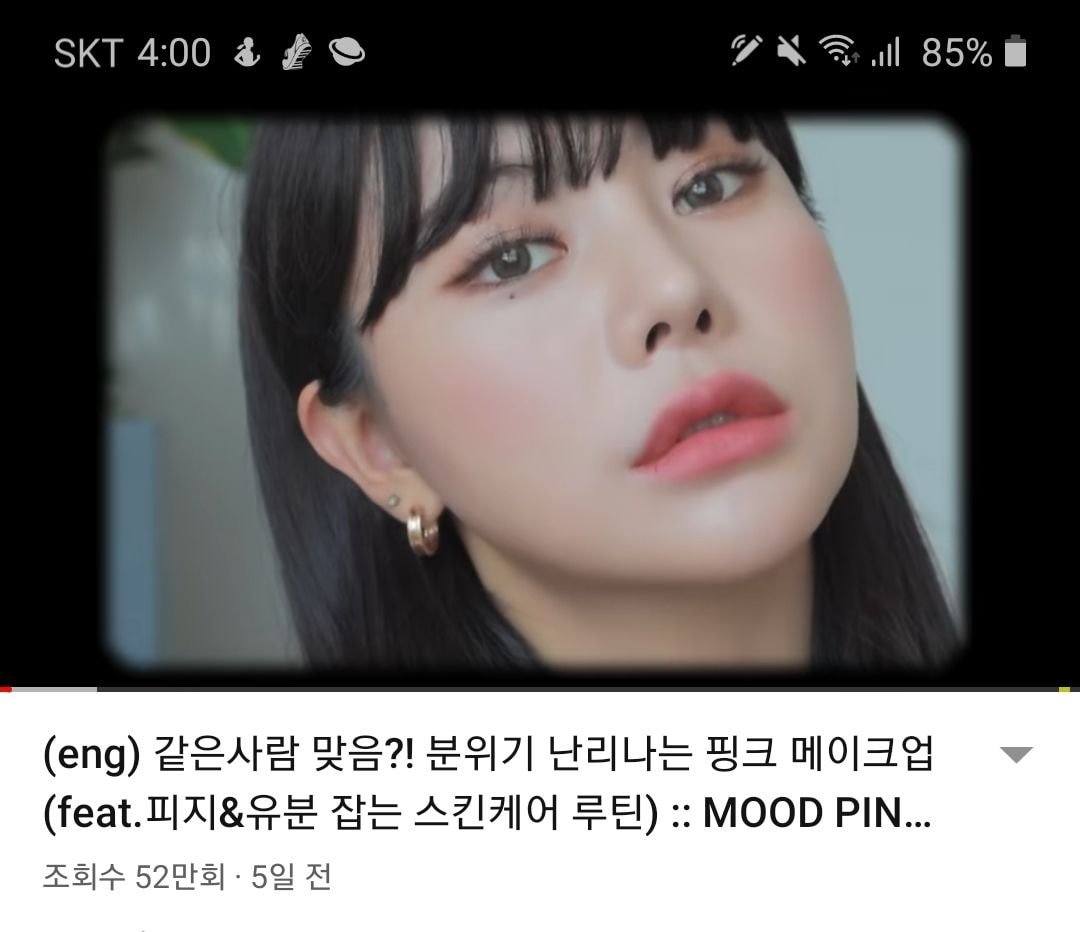 SKT 4:00 85%
(eng) 같은사람 맞음?! 분위기 난리나는 핑크 메이크업
(feat.피지&유분 잡는 스킨케어 루틴) :: MOOD PIN...
조회수 52만회 · 5일 전